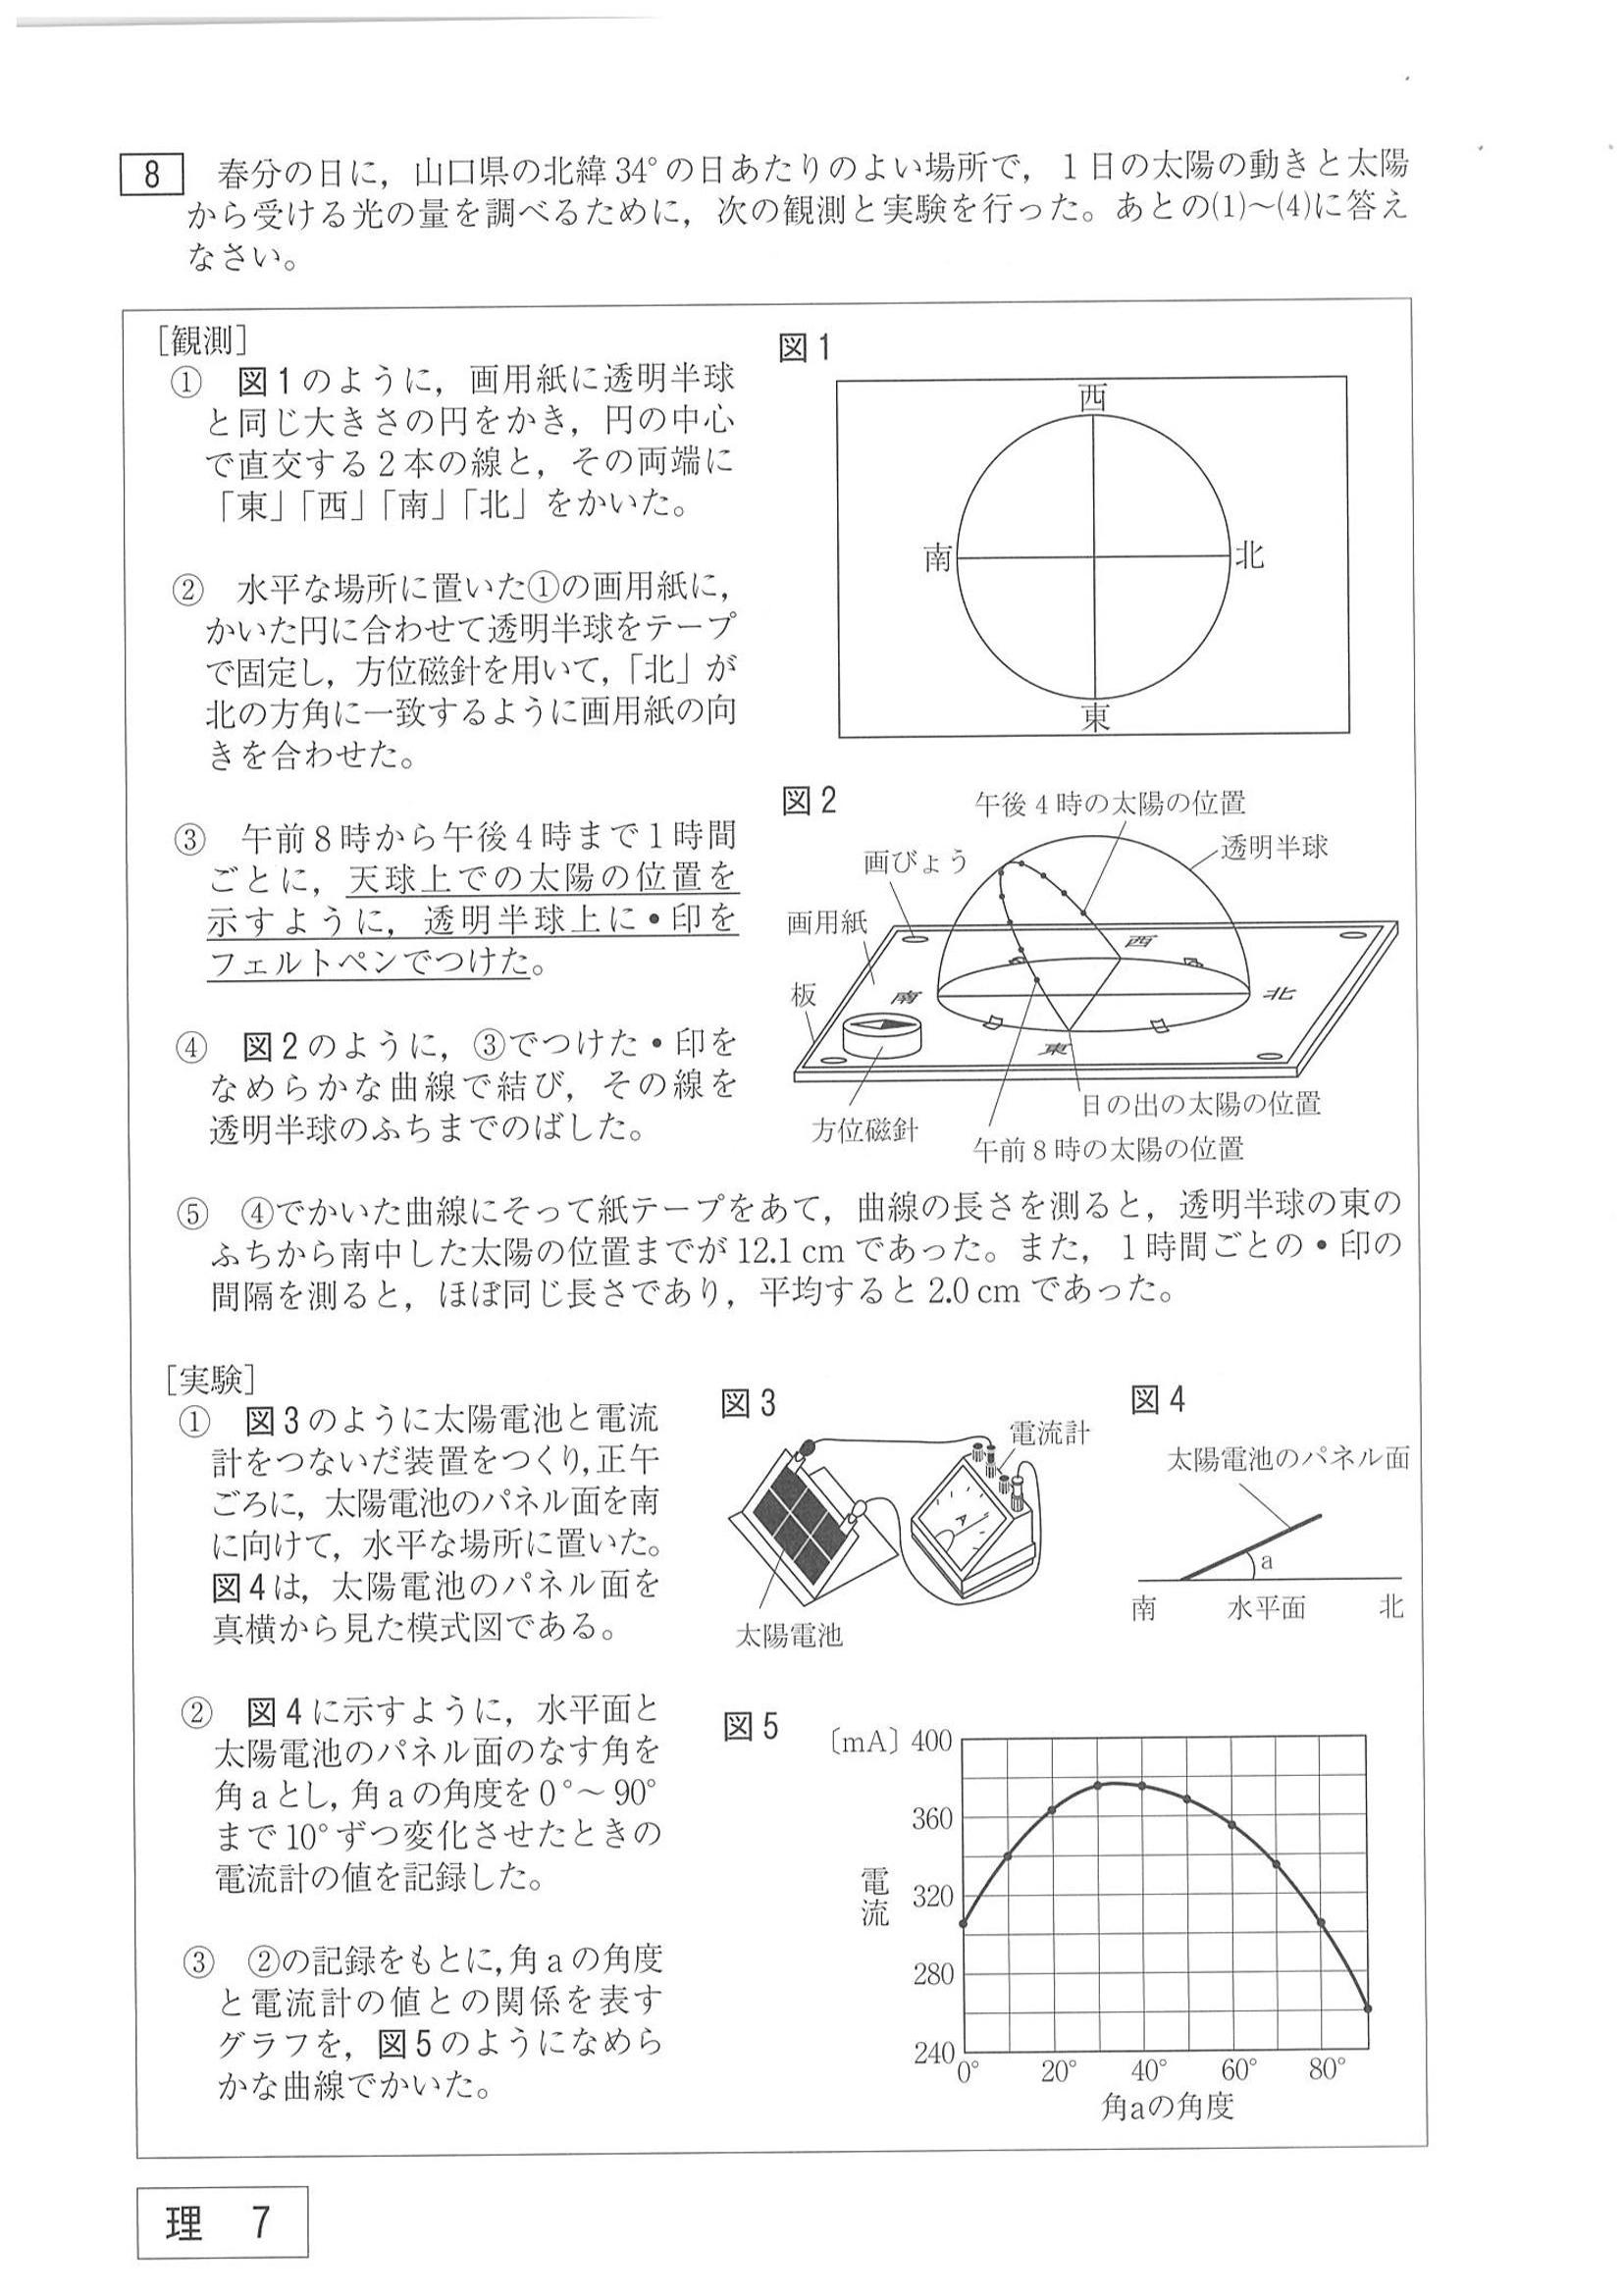 8 春分の日に，山口県の北緯34°の日あたりのよい場所で，1日の太陽の動きと太陽
から受ける光の量を調べるために，次の観測と実験を行った。あとの(1)～(4)に答え
なさい。
［観測］
① 図1のように，画用紙に透明半球
と同じ大きさの円をかき，円の中心
で直交する2本の線と，その両端に
「東」「西」「南」「北」をかいた。
② 水平な場所に置いた①の画用紙に，
かいた円に合わせて透明半球をテープ
で固定し，方位磁針を用いて，「北」が
北の方角に一致するように画用紙の向
きを合わせた。
③ 午前8時から午後4時まで1時間
ごとに，天球上での太陽の位置を
示すように，透明半球上に・印を
フェルトペンでつけた。
④ 図2のように，③でつけた・印を
なめらかな曲線で結び，その線を
透明半球のふちまでのばした。
図1
西
南
北
東
図2
午後4時の太陽の位置
透明半球
画びょう
画用紙
板
西
南
北
東
日の出の太陽の位置
方位磁針
午前8時の太陽の位置
⑤ ④でかいた曲線にそって紙テープをあて，曲線の長さを測ると，透明半球の東の
ふちから南中した太陽の位置までが12.1 cmであった。また，1時間ごとの・印の
間隔を測ると，ほぼ同じ長さであり，平均すると2.0 cmであった。
［実験］
① 図3のように太陽電池と電流
計をつないだ装置をつくり，正午
ごろに，太陽電池のパネル面を南
に向けて，水平な場所に置いた。
図4は，太陽電池のパネル面を
真横から見た模式図である。
② 図4に示すように，水平面と
太陽電池のパネル面のなす角を
角aとし，角aの角度を0°～90°
まで10°ずつ変化させたときの
電流計の値を記録した。
③ ②の記録をもとに，角aの角度
と電流計の値との関係を表す
グラフを，図5のようになめら
かな曲線でかいた。
図3
電流計
A
太陽電池
図4
太陽電池のパネル面
a
南 水平面 北
図5
〔mA〕400
360
320
280
240
電流
0° 20° 40° 60° 80°
角aの角度
理 7